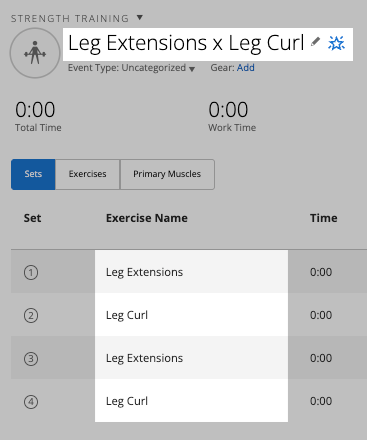 STRENGTH TRAINING ▼
Leg Extensions x Leg Curl
Event Type: Uncategorized ▼ Gear: Add
0:00 0:00
Total Time Work Time
Sets Exercises Primary Muscles
Set Exercise Name Time
1 Leg Extensions 0:00
2 Leg Curl 0:00
3 Leg Extensions 0:00
4 Leg Curl 0:00